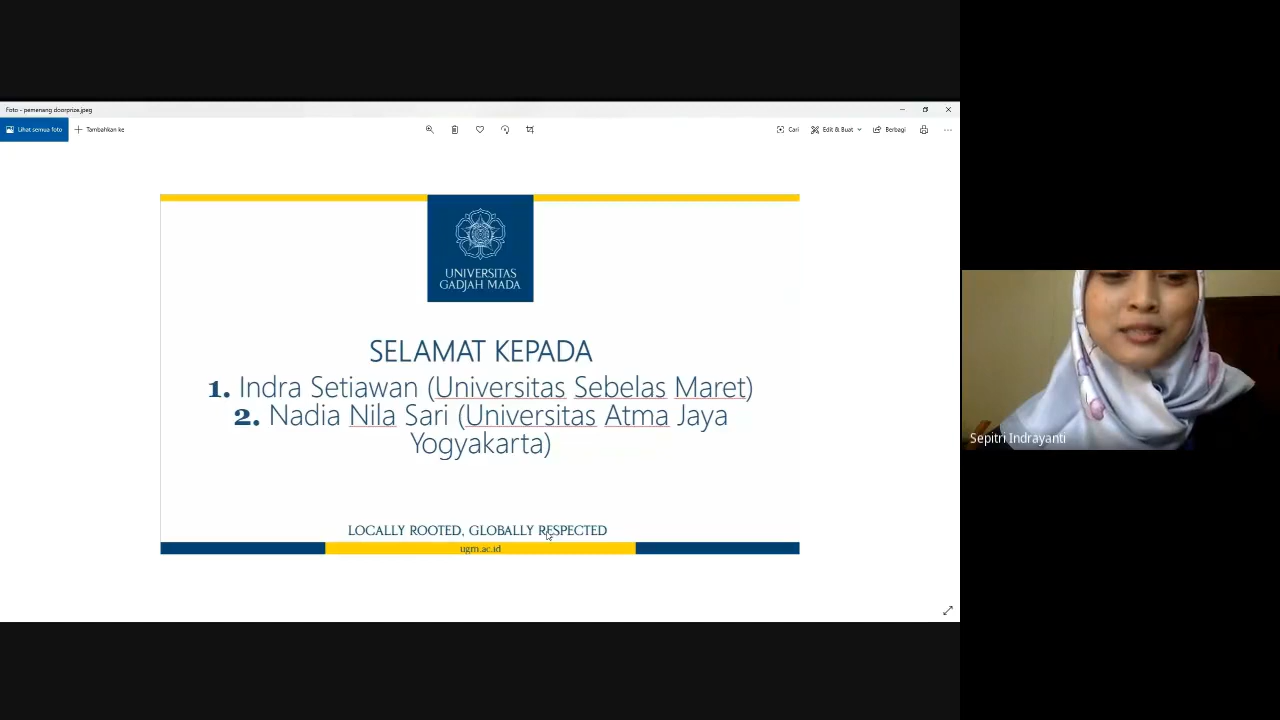 Foto - pemenang doorprize.jpeg
Lihat semua foto
Tambahkan ke
Cari
Edit & Buat
Berbagi
UNIVERSITAS
GADJAH MADA
SELAMAT KEPADA
1. Indra Setiawan (Universitas Sebelas Maret)
2. Nadia Nila Sari (Universitas Atma Jaya
Yogyakarta)
LOCALLY ROOTED, GLOBALLY RESPECTED
ugm.ac.id
Sepitri Indrayanti